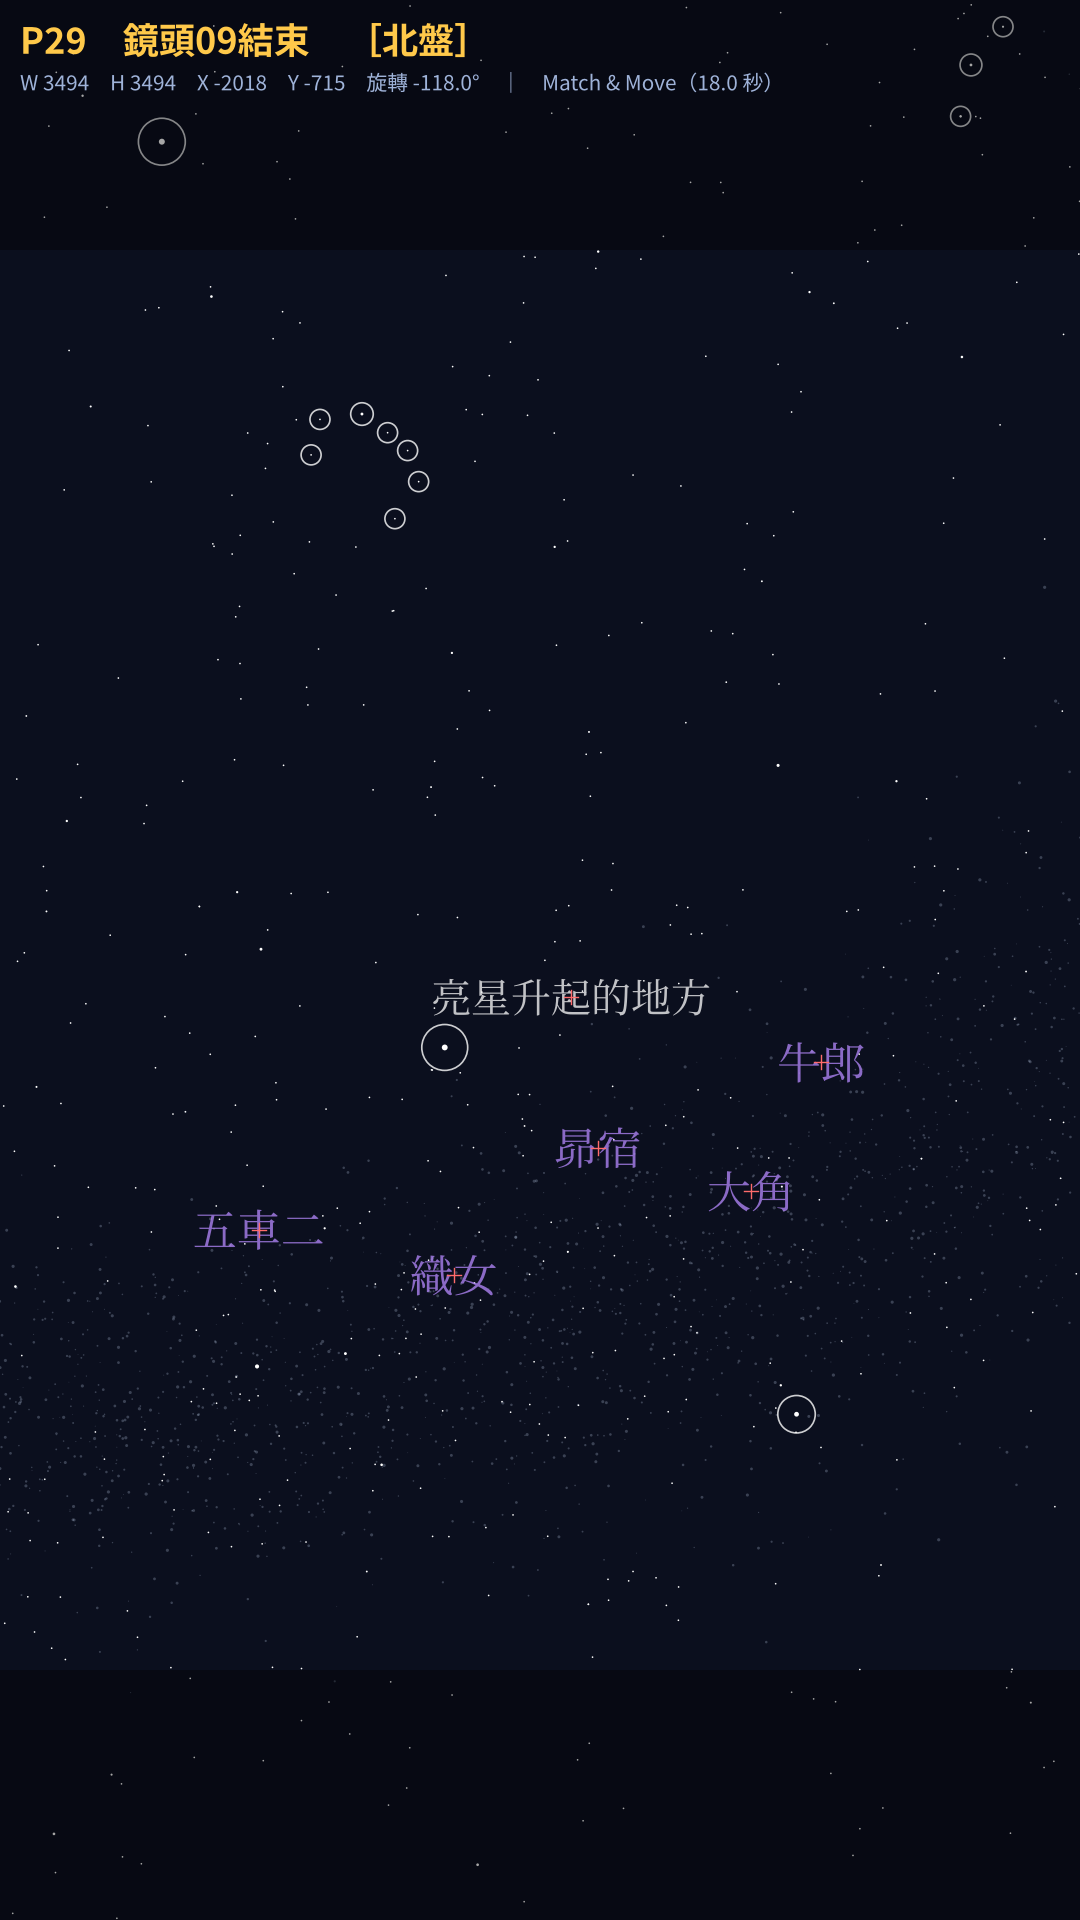 P29 鏡頭09結束 ［北盤］
W 3494 H 3494 X -2018 Y -715 旋轉 -118.0° ｜ Match & Move（18.0 秒）
亮星升起的地方
牛郎
昴宿
大角
五車二
織女